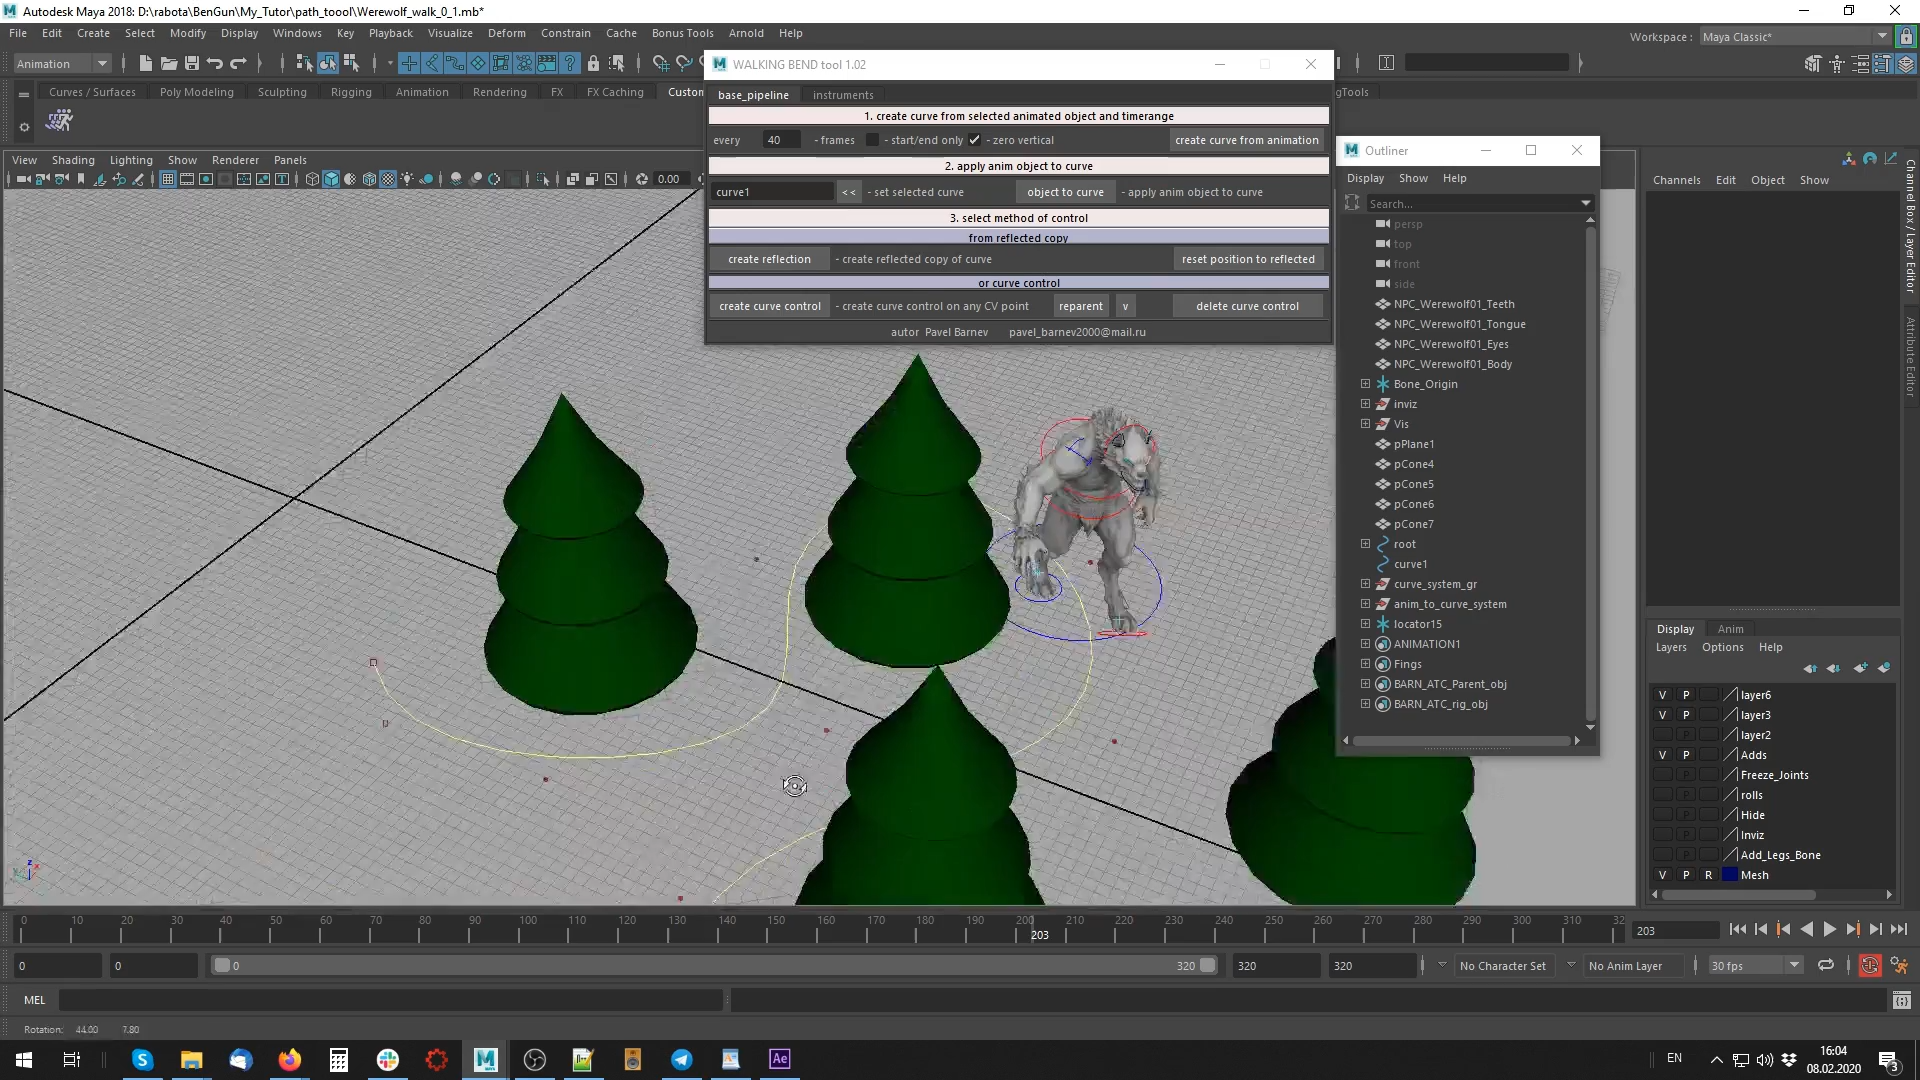 Autodesk Maya 2018: D:\rabota\BenGun\My_Tutor\path_toool\Werewolf_walk_0_1.mb*
File Edit Create Select Modify Display Windows Key Playback Visualize Deform Constrain Cache Bonus Tools Arnold Help
Workspace : Maya Classic*
Animation
Curves / Surfaces Poly Modeling Sculpting Rigging Animation Rendering FX FX Caching Custom
View Shading Lighting Show Renderer Panels
0.00
WALKING BEND tool 1.02
base_pipeline instruments
1. create curve from selected animated object and timerange
every 40 - frames - start/end only - zero vertical create curve from animation
2. apply anim object to curve
curve1 << - set selected curve object to curve - apply anim object to curve
3. select method of control
from reflected copy
create reflection - create reflected copy of curve reset position to reflected
or curve control
create curve control - create curve control on any CV point reparent v delete curve control
autor Pavel Barnev pavel_barnev2000@mail.ru
Outliner
Display Show Help
Search...
persp
top
front
side
NPC_Werewolf01_Teeth
NPC_Werewolf01_Tongue
NPC_Werewolf01_Eyes
NPC_Werewolf01_Body
Bone_Origin
inviz
Vis
pPlane1
pCone4
pCone5
pCone6
pCone7
root
curve1
curve_system_gr
anim_to_curve_system
locator15
ANIMATION1
Fings
BARN_ATC_Parent_obj
BARN_ATC_rig_obj
Channels Edit Object Show
Channel Box / Layer Editor
Attribute Editor
Display Anim
Layers Options Help
V P layer6
V P layer3
P layer2
V P Adds
P Freeze_Joints
P rolls
P Hide
P Inviz
P Add_Legs_Bone
V P R Mesh
0 10 20 30 40 50 60 70 80 90 100 110 120 130 140 150 160 170 180 190 200 210 220 230 240 250 260 270 280 290 300 310 32
203
203
0 0 0 320 320 320 No Character Set No Anim Layer 30 fps
MEL
Rotation: 44.00 7.80
EN
16:04
08.02.2020
3